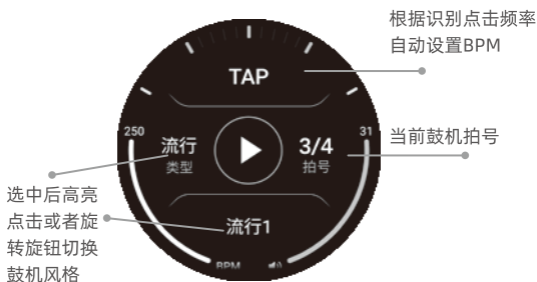 根据识别点击频率
自动设置BPM
TAP
250
31
流行
类型
3/4
拍号
当前鼓机拍号
选中后高亮
点击或者旋
转旋钮切换
鼓机风格
流行1
BPM